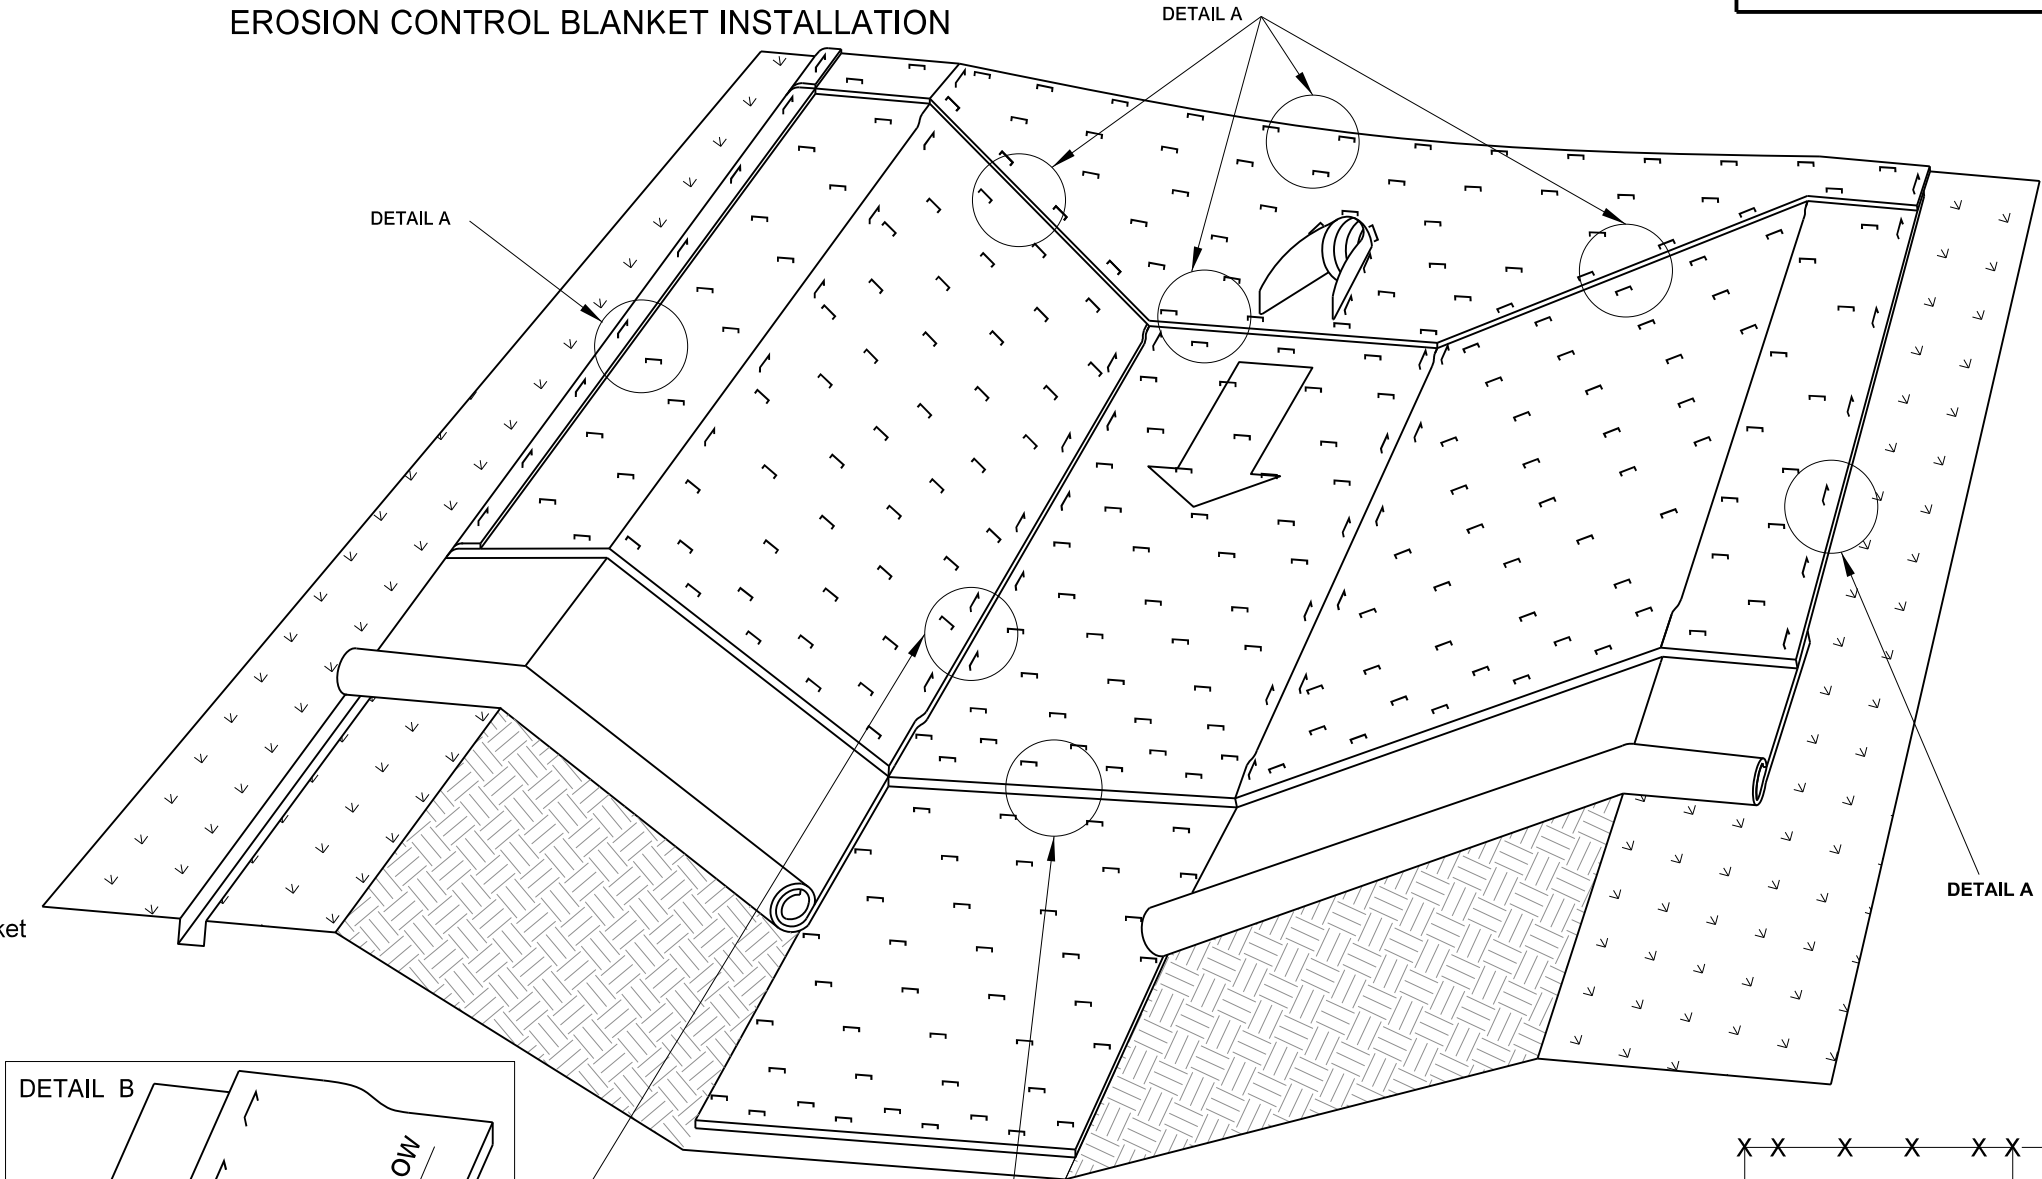 EROSION CONTROL BLANKET INSTALLATION
DETAIL A
DETAIL A
DETAIL A
DETAIL B
X X X X X X